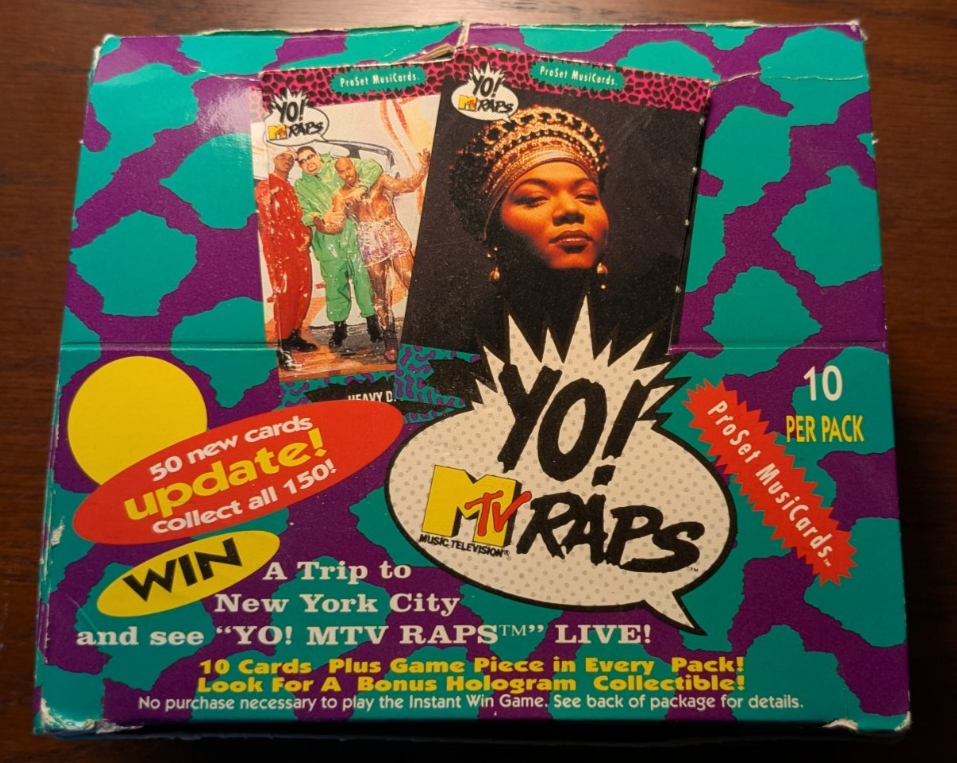 ProSet MusiCards.
YO!
MTV RAPS
ProSet MusiCards.
YO!
MTV RAPS
HEAVY D.
YO!
MTV
MUSIC TELEVISION®
RAPS™
10
PER PACK
ProSet MusiCards.
50 new cards
update!
collect all 150!
WIN
A Trip to
New York City
and see “YO! MTV RAPS™” LIVE!
10 Cards Plus Game Piece in Every Pack!
Look For A Bonus Hologram Collectible!
No purchase necessary to play the Instant Win Game. See back of package for details.